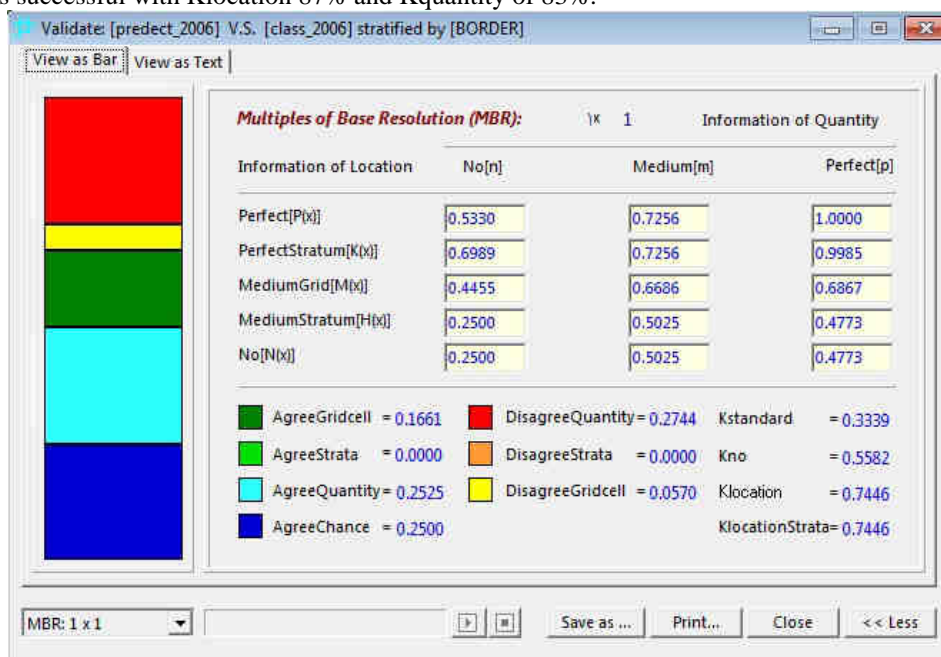 s successful with Klocation 87% and Kquantity of 83%.
Validate: [predect_2006] V.S. [class_2006] stratified by [BORDER]
View as Bar View as Text
Multiples of Base Resolution (MBR): 1 Information of Quantity
Information of Location No[n] Medium[m] Perfect[p]
Perfect[P(x)] 0.5330 0.7256 1.0000
PerfectStratum[K(x)] 0.6989 0.7256 0.9985
MediumGrid[M(x)] 0.4455 0.6686 0.6867
MediumStratum[H(x)] 0.2500 0.5025 0.4773
No[N(x)] 0.2500 0.5025 0.4773
AgreeGridcell = 0.1661 DisagreeQuantity = 0.2744 Kstandard = 0.3339
AgreeStrata = 0.0000 DisagreeStrata = 0.0000 Kno = 0.5582
AgreeQuantity = 0.2525 DisagreeGridcell = 0.0570 Klocation = 0.7446
AgreeChance = 0.2500 KlocationStrata = 0.7446
MBR: 1 x 1 Save as ... Print... Close << Less